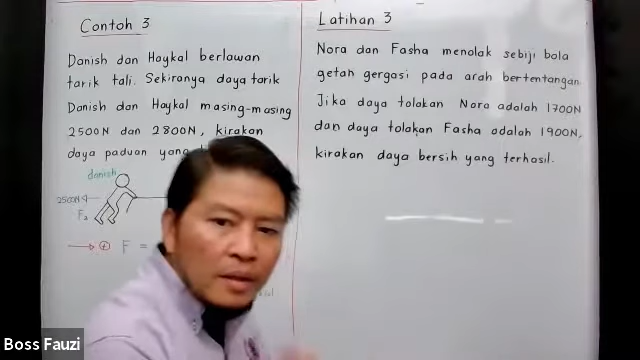 Contoh 3
Danish dan Haykal berlawan
tarik tali. Sekiranya daya tarik
Danish dan Haykal masing-masing
2500N dan 2800N, kirakan
daya paduan yang
danish
2500N
F₂
+ F =
Latihan 3
Nora dan Fasha menolak sebiji bola
getah gergasi pada arah bertentangan.
Jika daya tolakan Nora adalah 1700N
dan daya tolakan Fasha adalah 1900N,
kirakan daya bersih yang terhasil.
Boss Fauzi